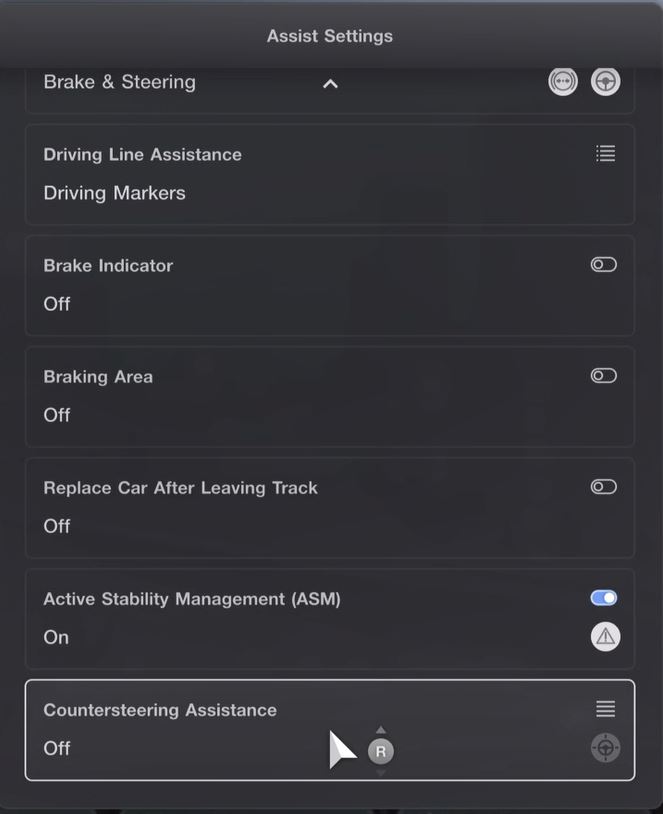 Assist Settings
Brake & Steering
Driving Line Assistance
Driving Markers
Brake Indicator
Off
Braking Area
Off
Replace Car After Leaving Track
Off
Active Stability Management (ASM)
On
Countersteering Assistance
Off
R